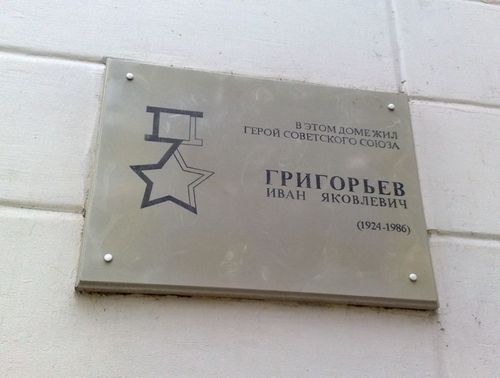 В ЭТОМ ДОМЕ ЖИЛ
ГЕРОЙ СОВЕТСКОГО СОЮЗА
ГРИГОРЬЕВ
ИВАН ЯКОВЛЕВИЧ
(1924-1986)